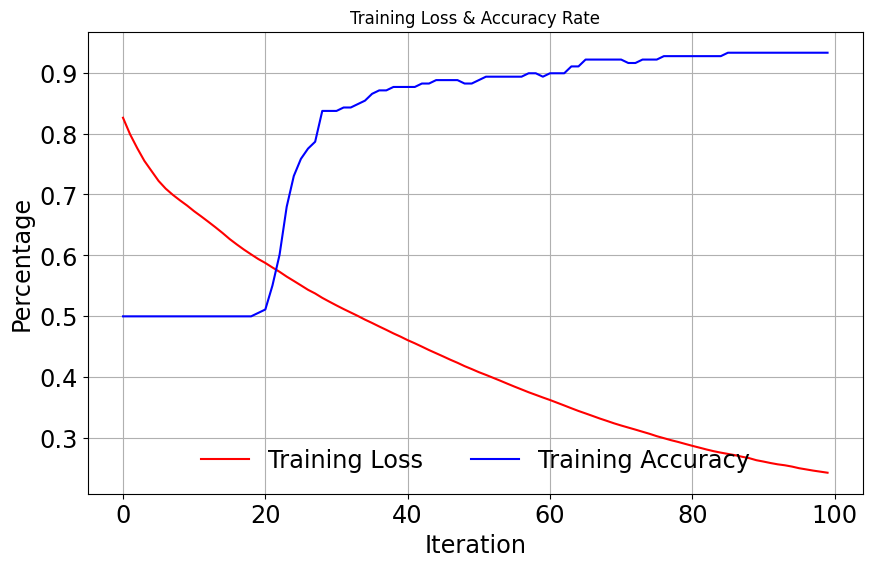 Training Loss & Accuracy Rate
Percentage
0.9
0.8
0.7
0.6
0.5
0.4
0.3
Training Loss
Training Accuracy
0 20 40 60 80 100
Iteration